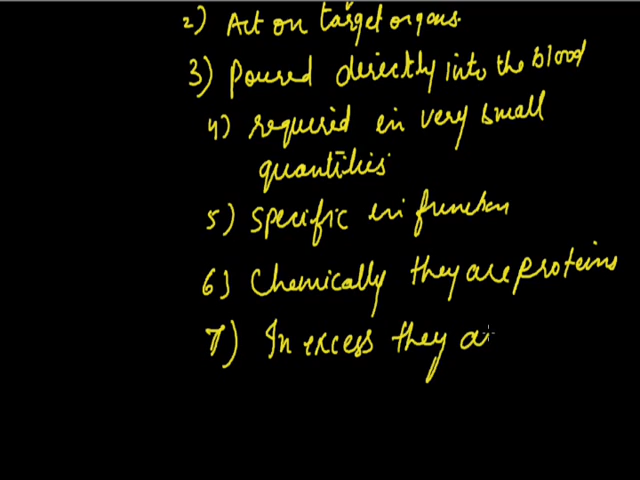 2) Act on target organs.
3) Poured directly into the blood
4) required in very small
quantities
5) Specific in function
6) Chemically they are proteins
7) In excess they a